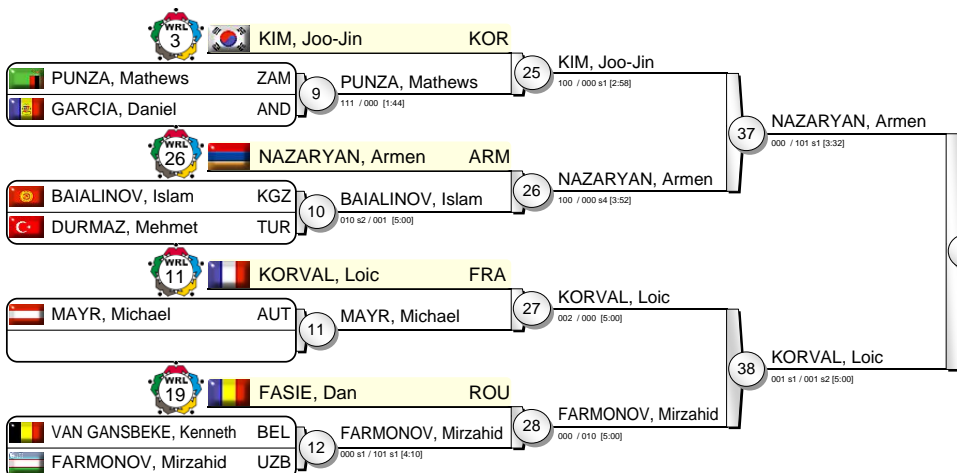 WRL
3
KIM, Joo-Jin KOR
PUNZA, Mathews ZAM
GARCIA, Daniel AND
9
PUNZA, Mathews
111 / 000 [1:44]
25
KIM, Joo-Jin
100 / 000 s1 [2:58]
WRL
26
NAZARYAN, Armen ARM
BAIALINOV, Islam KGZ
DURMAZ, Mehmet TUR
10
BAIALINOV, Islam
010 s2 / 001 [5:00]
26
NAZARYAN, Armen
100 / 000 s4 [3:52]
37
NAZARYAN, Armen
000 / 101 s1 [3:32]
WRL
11
KORVAL, Loic FRA
MAYR, Michael AUT
11
MAYR, Michael
27
KORVAL, Loic
002 / 000 [5:00]
WRL
19
FASIE, Dan ROU
VAN GANSBEKE, Kenneth BEL
FARMONOV, Mirzahid UZB
12
FARMONOV, Mirzahid
000 s1 / 101 s1 [4:10]
28
FARMONOV, Mirzahid
000 / 010 [5:00]
38
KORVAL, Loic
001 s1 / 001 s2 [5:00]